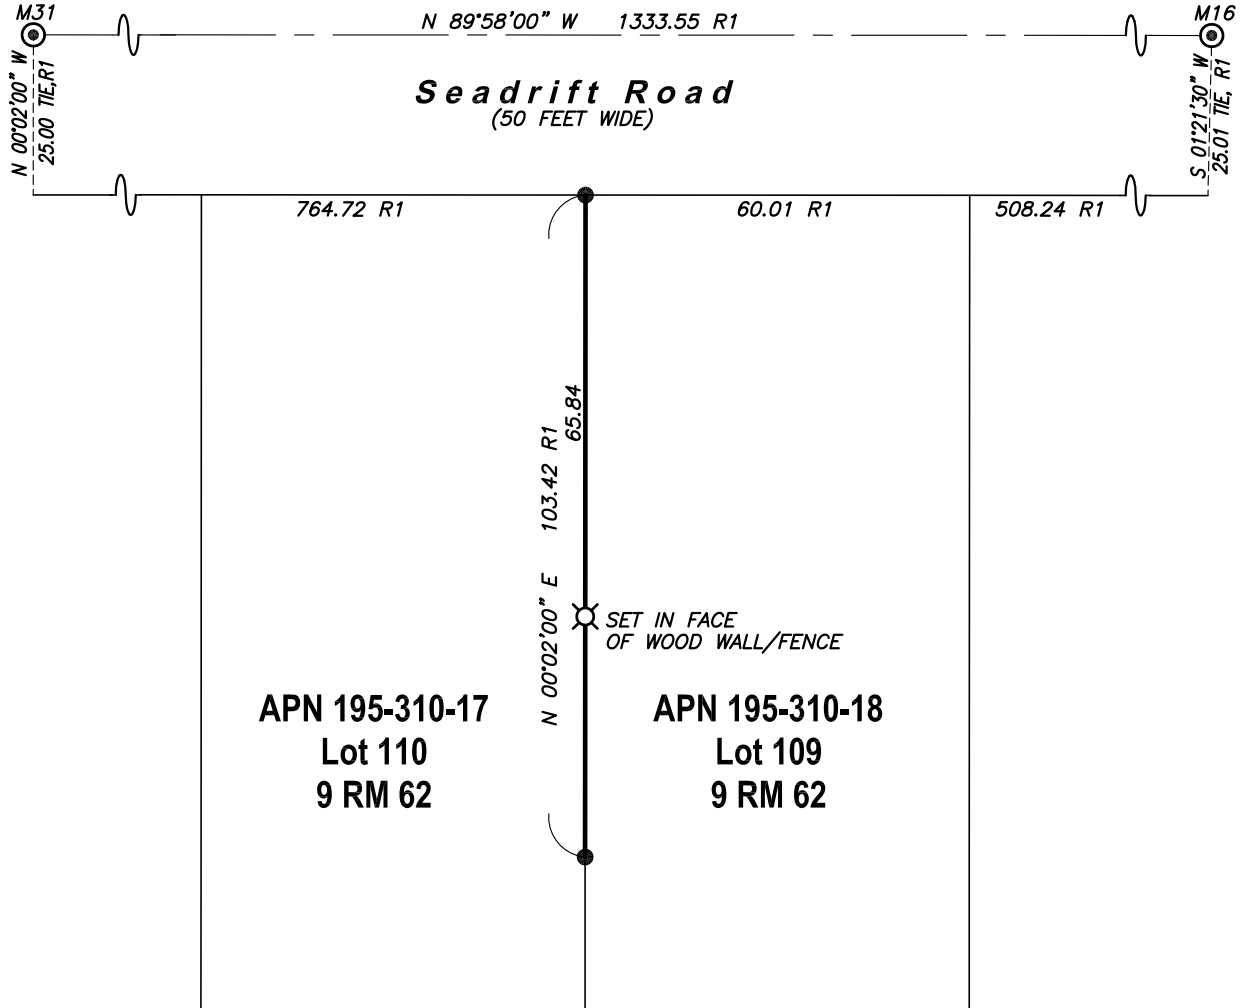 M31
N 89°58'00" W 1333.55 R1
M16
N 00°02'00" W
25.00 TIE,R1
Seadrift Road
(50 FEET WIDE)
S 01°21'30" W
25.01 TIE, R1
764.72 R1
60.01 R1
508.24 R1
N 00°02'00" E 103.42 R1
65.84
SET IN FACE
OF WOOD WALL/FENCE
APN 195-310-17
Lot 110
9 RM 62
APN 195-310-18
Lot 109
9 RM 62